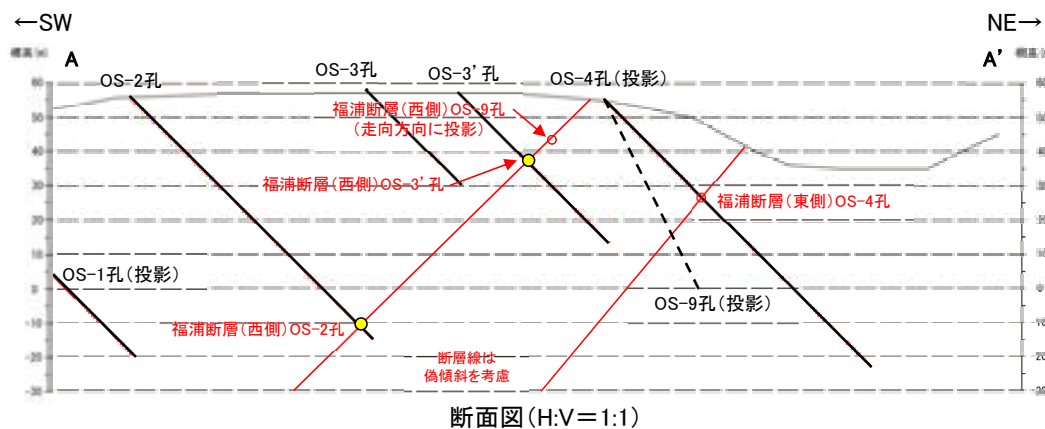 ←SW
NE→
標高(m)
A
A'
標高(m)
OS-2孔
OS-3孔
OS-3'孔
OS-4孔(投影)
福浦断層(西側)OS-9孔
(走向方向に投影)
福浦断層(西側)OS-3'孔
福浦断層(東側)OS-4孔
OS-1孔(投影)
OS-9孔(投影)
福浦断層(西側)OS-2孔
断層線は
偽傾斜を考慮
60
50
40
30
20
10
0
-10
-20
-30
断面図(H:V=1:1)